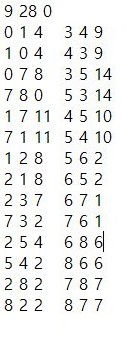 9 28 0
0 1 4 3 4 9
1 0 4 4 3 9
0 7 8 3 5 14
7 8 0 5 3 14
1 7 11 4 5 10
7 1 11 5 4 10
1 2 8 5 6 2
2 1 8 6 5 2
2 3 7 6 7 1
7 3 2 7 6 1
2 5 4 6 8 6
5 4 2 8 6 6
2 8 2 7 8 7
8 2 2 8 7 7